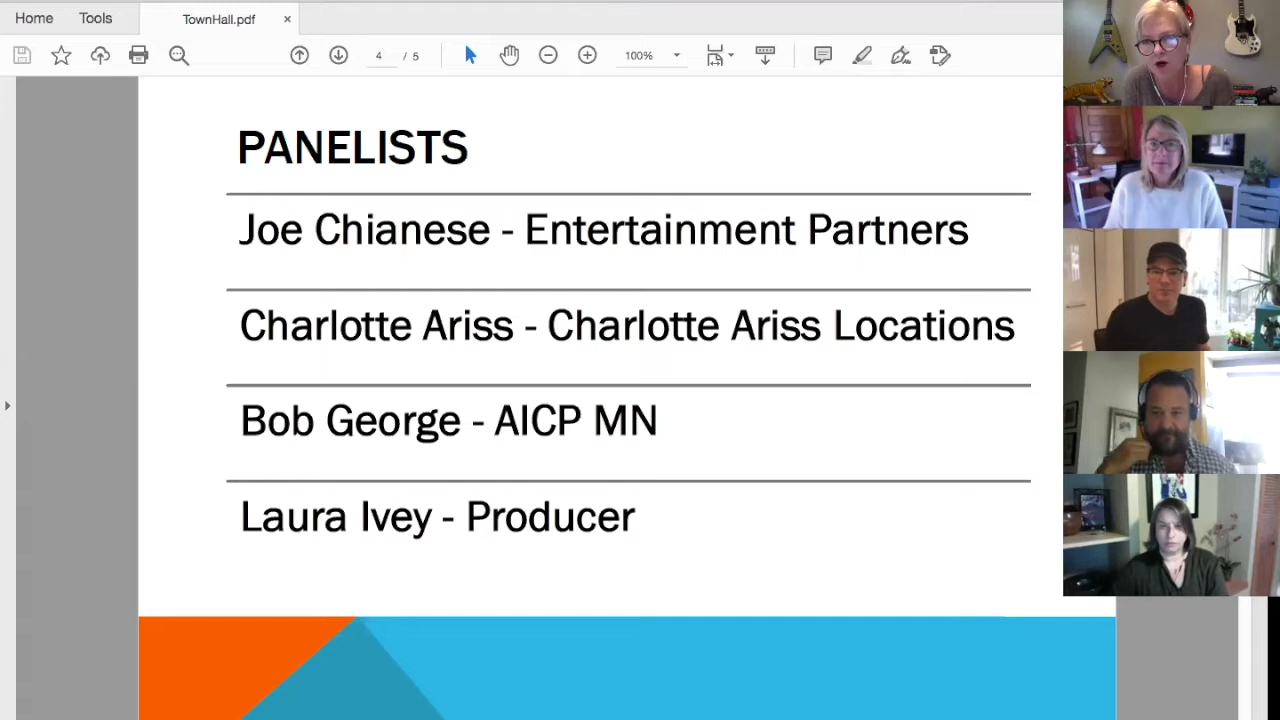 Home
Tools
TownHall.pdf
4 / 5
100%
PANELISTS
Joe Chianese - Entertainment Partners
Charlotte Ariss - Charlotte Ariss Locations
Bob George - AICP MN
Laura Ivey - Producer